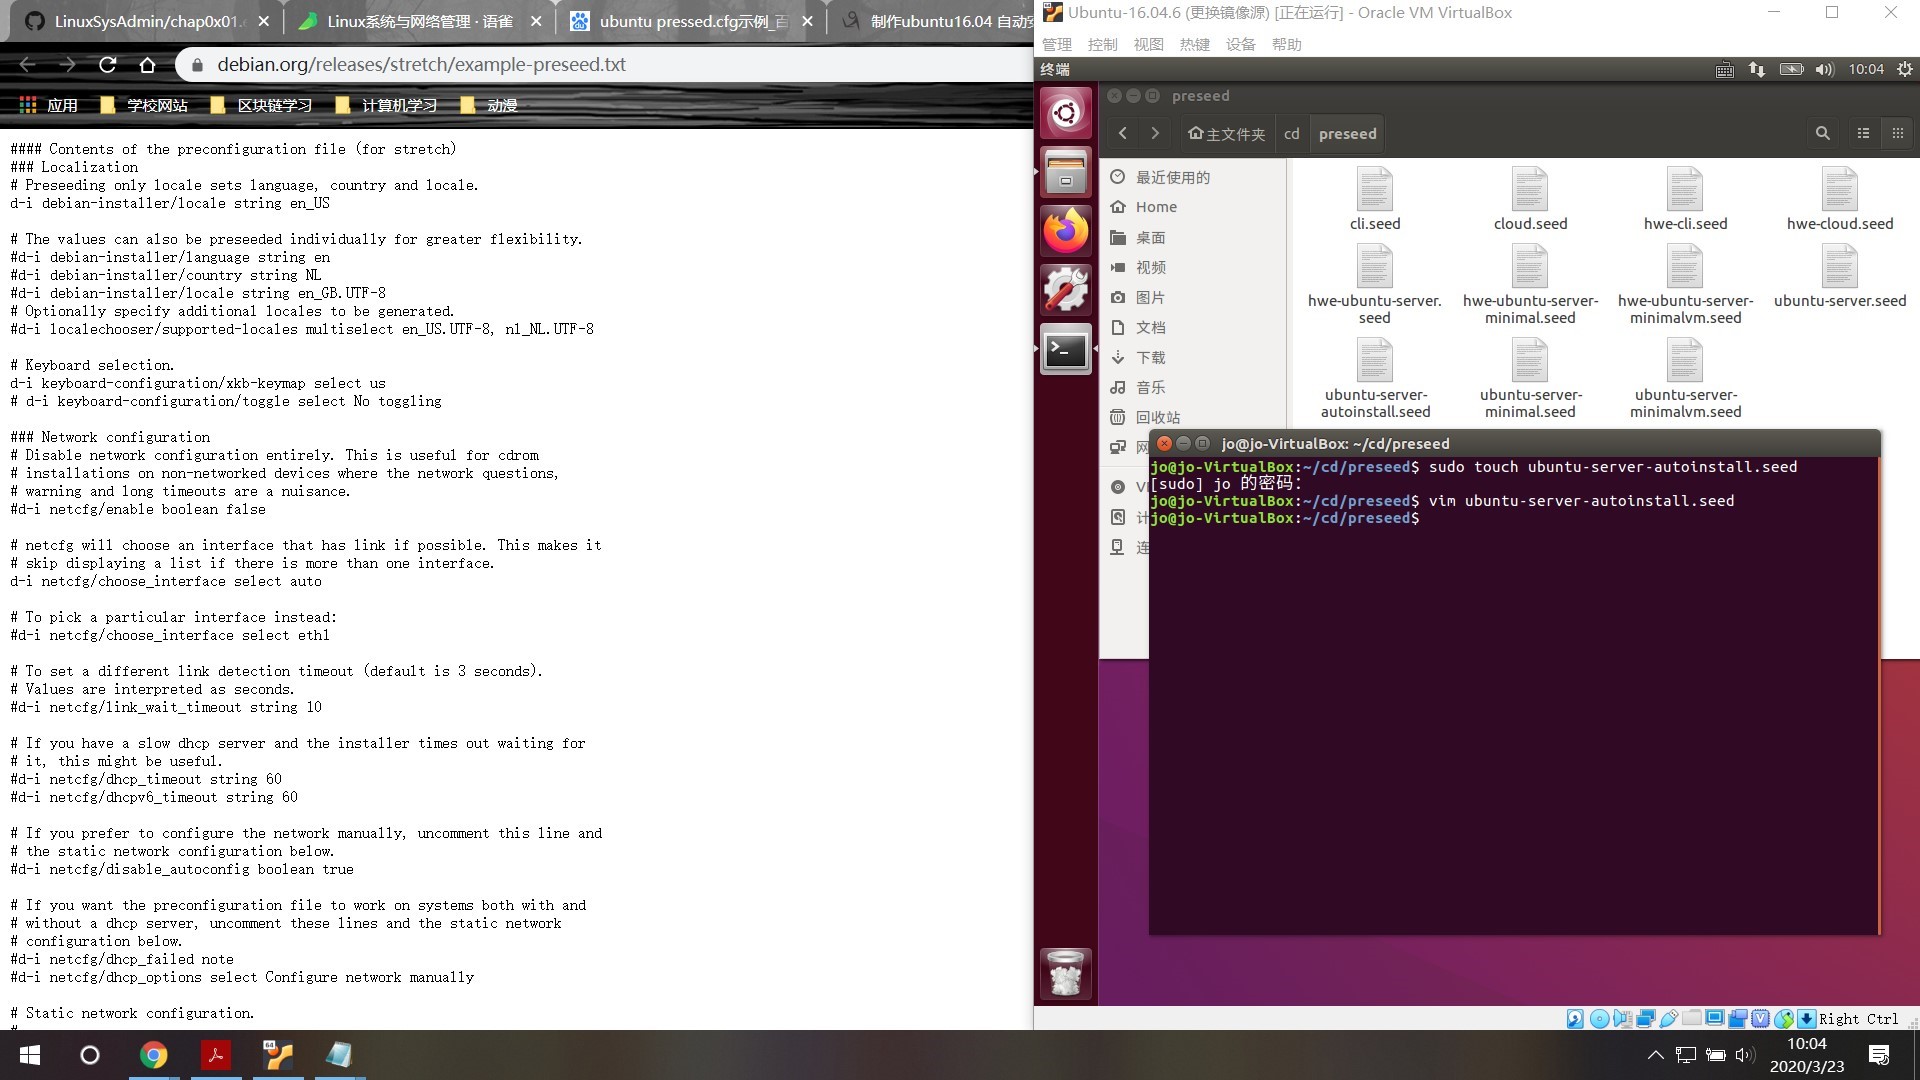 LinuxSysAdmin/chap0x01.
Linux系统与网络管理 · 语雀
ubuntu pressed.cfg示例_百
制作ubuntu16.04 自动安
debian.org/releases/stretch/example-preseed.txt
应用
学校网站
区块链学习
计算机学习
动漫
#### Contents of the preconfiguration file (for stretch)
### Localization
# Preseeding only locale sets language, country and locale.
d-i debian-installer/locale string en_US
# The values can also be preseeded individually for greater flexibility.
#d-i debian-installer/language string en
#d-i debian-installer/country string NL
#d-i debian-installer/locale string en_GB.UTF-8
# Optionally specify additional locales to be generated.
#d-i localechooser/supported-locales multiselect en_US.UTF-8, nl_NL.UTF-8
# Keyboard selection.
d-i keyboard-configuration/xkb-keymap select us
# d-i keyboard-configuration/toggle select No toggling
### Network configuration
# Disable network configuration entirely. This is useful for cdrom
# installations on non-networked devices where the network questions,
# warning and long timeouts are a nuisance.
#d-i netcfg/enable boolean false
# netcfg will choose an interface that has link if possible. This makes it
# skip displaying a list if there is more than one interface.
d-i netcfg/choose_interface select auto
# To pick a particular interface instead:
#d-i netcfg/choose_interface select eth1
# To set a different link detection timeout (default is 3 seconds).
# Values are interpreted as seconds.
#d-i netcfg/link_wait_timeout string 10
# If you have a slow dhcp server and the installer times out waiting for
# it, this might be useful.
#d-i netcfg/dhcp_timeout string 60
#d-i netcfg/dhcpv6_timeout string 60
# If you prefer to configure the network manually, uncomment this line and
# the static network configuration below.
#d-i netcfg/disable_autoconfig boolean true
# If you want the preconfiguration file to work on systems both with and
# without a dhcp server, uncomment these lines and the static network
# configuration below.
#d-i netcfg/dhcp_failed note
#d-i netcfg/dhcp_options select Configure network manually
# Static network configuration.
#
Ubuntu-16.04.6 (更换镜像源) [正在运行] - Oracle VM VirtualBox
管理 控制 视图 热键 设备 帮助
终端
10:04
preseed
主文件夹 cd preseed
最近使用的
Home
桌面
视频
图片
文档
下载
音乐
回收站
网
计
连
cli.seed
cloud.seed
hwe-cli.seed
hwe-cloud.seed
hwe-ubuntu-server.
seed
hwe-ubuntu-server-
minimal.seed
hwe-ubuntu-server-
minimalvm.seed
ubuntu-server.seed
ubuntu-server-
autoinstall.seed
ubuntu-server-
minimal.seed
ubuntu-server-
minimalvm.seed
jo@jo-VirtualBox: ~/cd/preseed
jo@jo-VirtualBox:~/cd/preseed$ sudo touch ubuntu-server-autoinstall.seed
[sudo] jo 的密码:
jo@jo-VirtualBox:~/cd/preseed$ vim ubuntu-server-autoinstall.seed
jo@jo-VirtualBox:~/cd/preseed$
Right Ctrl
64
10:04
2020/3/23